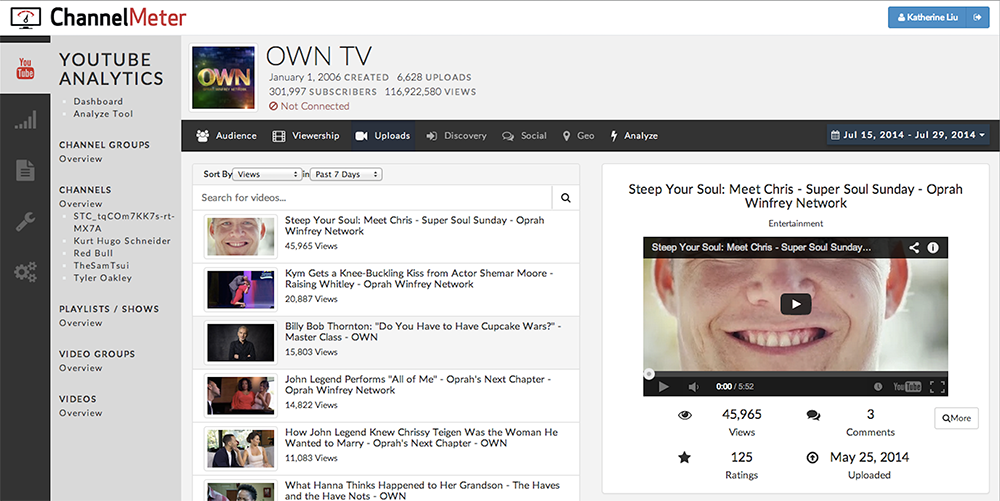 ChannelMeter
Katherine Liu
You
Tube
YOUTUBE
ANALYTICS
Dashboard
Analyze Tool
CHANNEL GROUPS
Overview
CHANNELS
Overview
STC_tqCOm7KK7s-rt-
MX7A
Kurt Hugo Schneider
Red Bull
TheSamTsui
Tyler Oakley
PLAYLISTS / SHOWS
Overview
VIDEO GROUPS
Overview
VIDEOS
Overview
OWN
OWN TV
January 1, 2006 CREATED 6,628 UPLOADS
301,997 SUBSCRIBERS 116,922,580 VIEWS
Not Connected
Audience Viewership Uploads Discovery Social Geo Analyze
Jul 15, 2014 - Jul 29, 2014
Sort By Views in Past 7 Days
Search for videos...
Steep Your Soul: Meet Chris - Super Soul Sunday - Oprah
Winfrey Network
45,965 Views
Kym Gets a Knee-Buckling Kiss from Actor Shemar Moore -
Raising Whitley - Oprah Winfrey Network
20,887 Views
Billy Bob Thornton: "Do You Have to Have Cupcake Wars?" -
Master Class - OWN
15,803 Views
John Legend Performs "All of Me" - Oprah's Next Chapter -
Oprah Winfrey Network
14,822 Views
How John Legend Knew Chrissy Teigen Was the Woman He
Wanted to Marry - Oprah's Next Chapter - OWN
11,083 Views
What Hanna Thinks Happened to Her Grandson - The Haves
and the Have Nots - OWN
Steep Your Soul: Meet Chris - Super Soul Sunday - Oprah
Winfrey Network
Entertainment
Steep Your Soul: Meet Chris - Super Soul Sunday...
0:00 / 5:52
YouTube
45,965
Views
3
Comments
More
125
Ratings
May 25, 2014
Uploaded